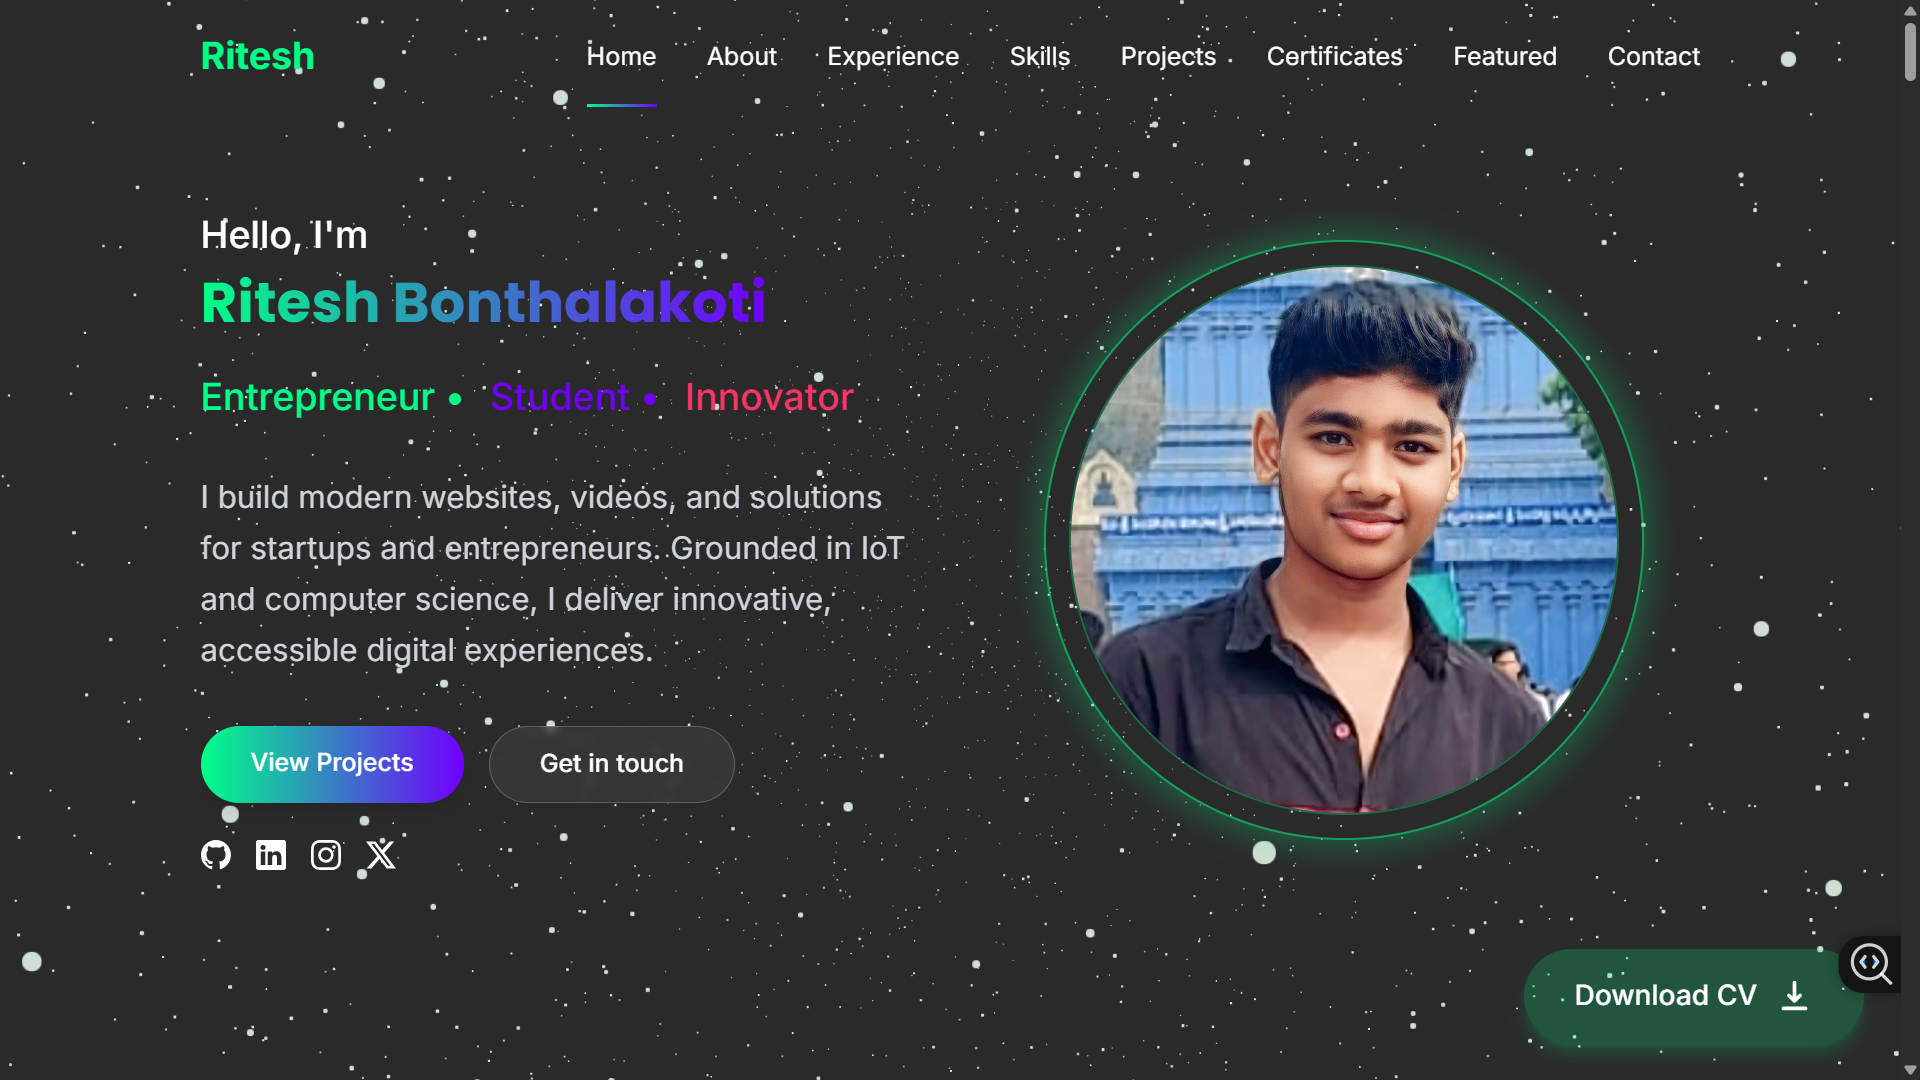 Ritesh
Home About Experience Skills Projects Certificates Featured Contact
Hello, I'm
Ritesh Bonthalakoti
Entrepreneur • Student • Innovator
I build modern websites, videos, and solutions
for startups and entrepreneurs. Grounded in IoT
and computer science, I deliver innovative,
accessible digital experiences.
View Projects Get in touch
Download CV